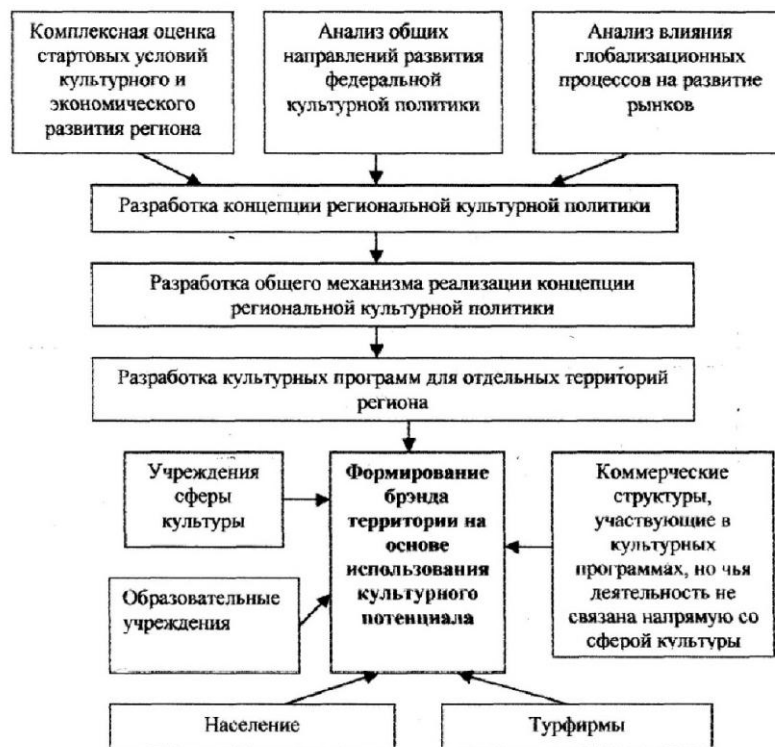 Комплексная оценка
стартовых условий
культурного и
экономического
развития региона
Анализ общих
направлений развития
федеральной
культурной политики
Анализ влияния
глобализационных
процессов на развитие
рынков
Разработка концепции региональной культурной политики
Разработка общего механизма реализации концепции
региональной культурной политики
Разработка культурных программ для отдельных территорий
региона
Учреждения
сферы
культуры
Формирование
брэнда
территории на
основе
использования
культурного
потенциала
Коммерческие
структуры,
участвующие в
культурных
программах, но чья
деятельность не
связана напрямую со
сферой культуры
Образовательные
учреждения
Население
Турфирмы